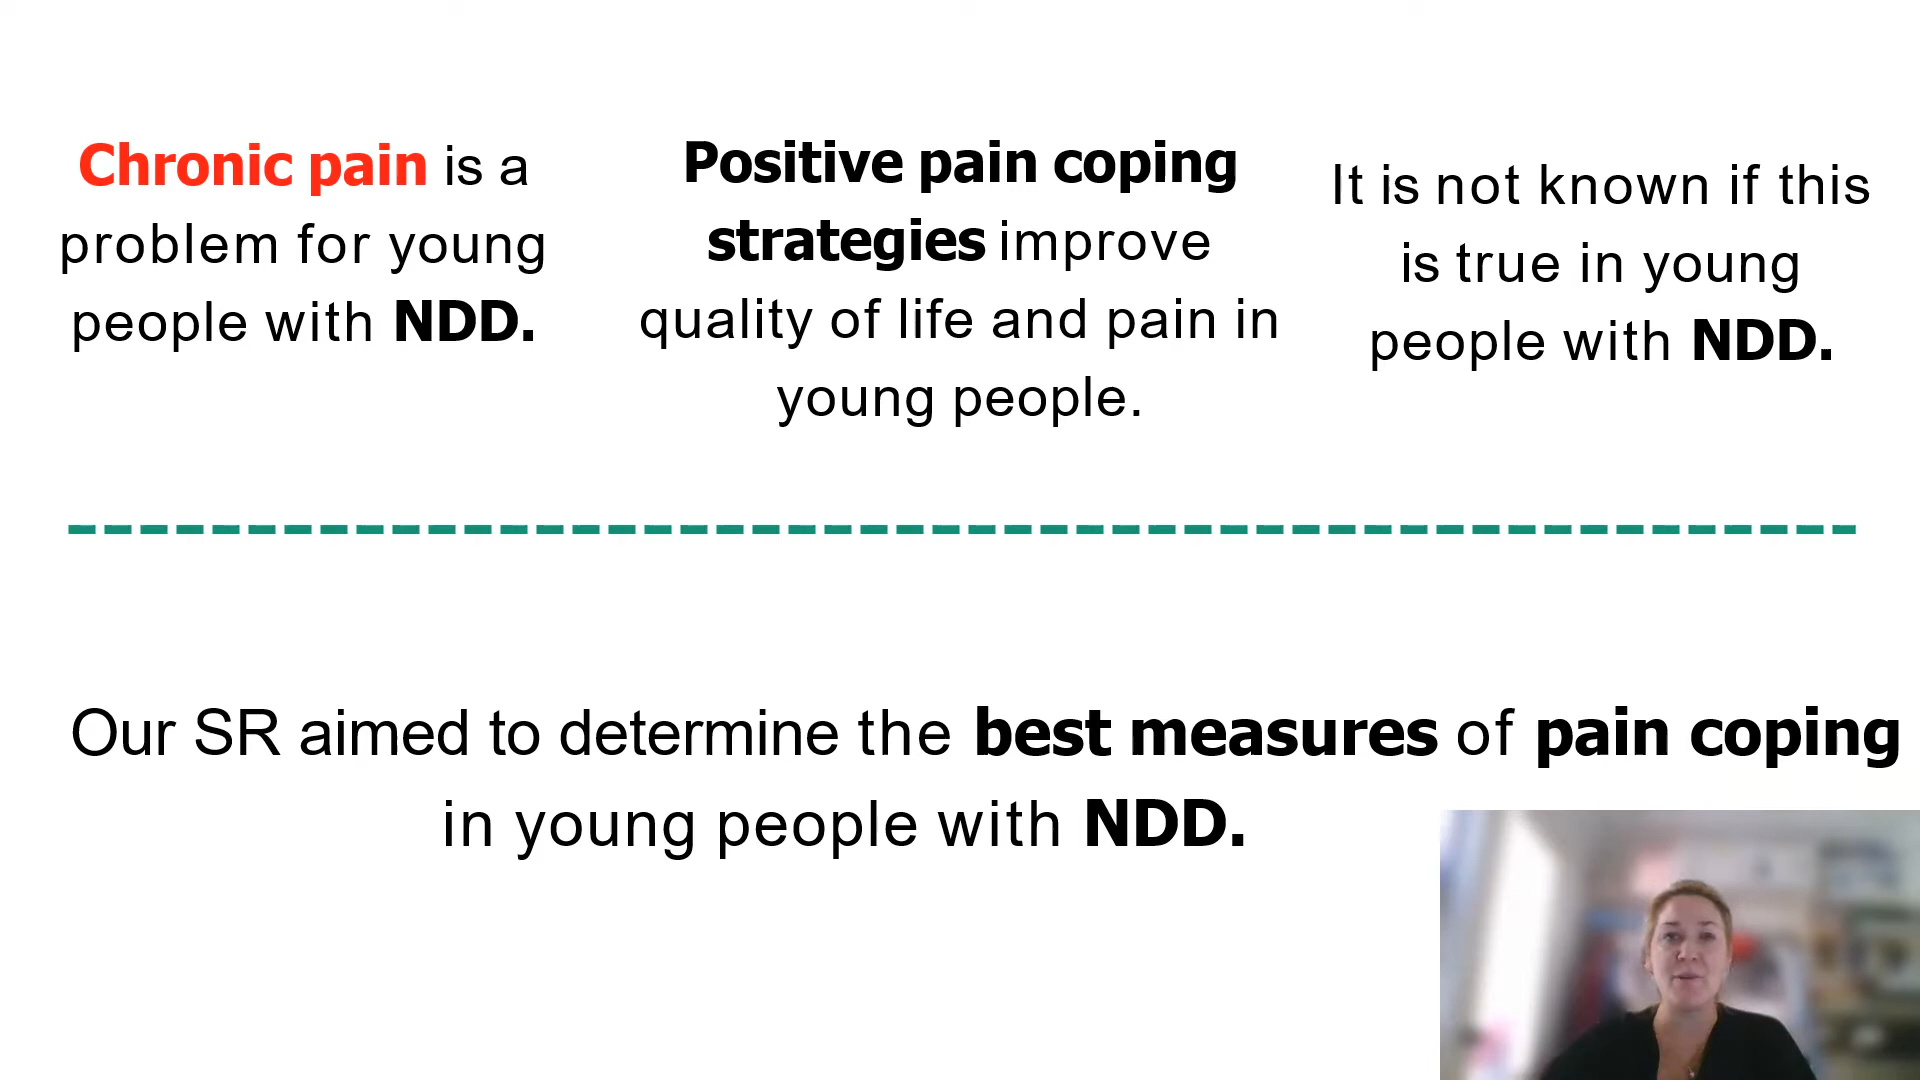 Chronic pain is a
problem for young
people with NDD.
Positive pain coping
strategies improve
quality of life and pain in
young people.
It is not known if this
is true in young
people with NDD.
Our SR aimed to determine the best measures of pain coping
in young people with NDD.